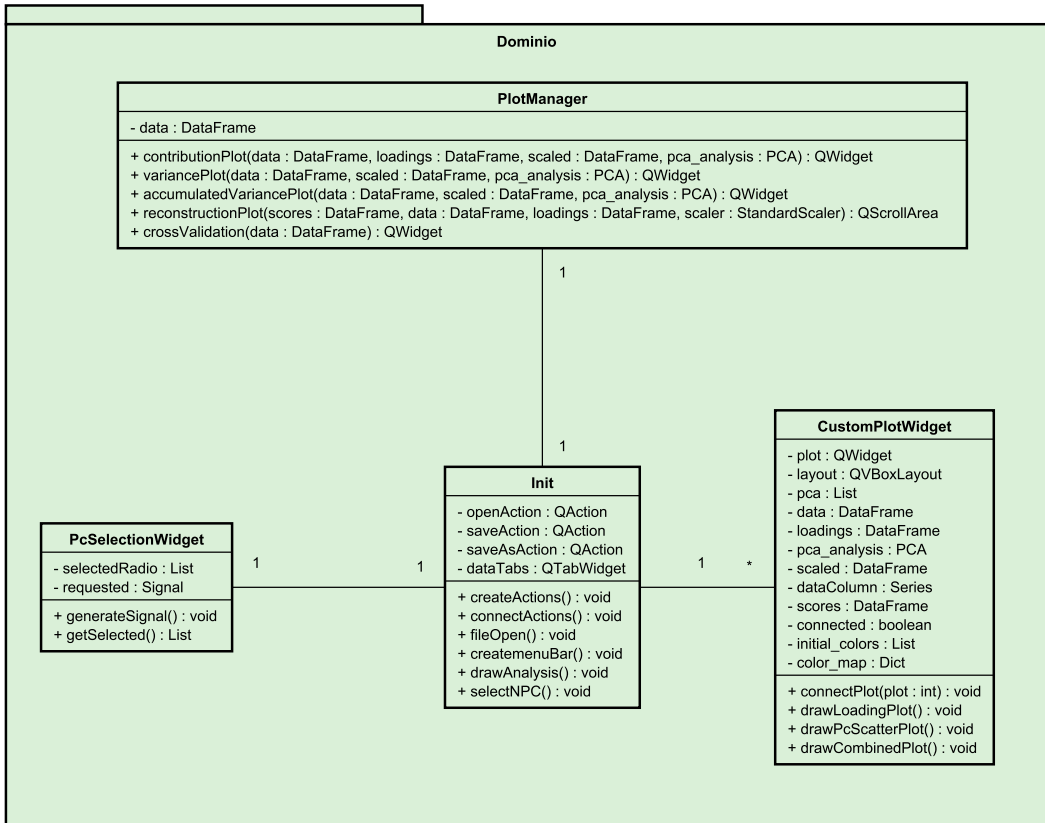 Dominio
PlotManager
- data : DataFrame
+ contributionPlot(data : DataFrame, loadings : DataFrame, scaled : DataFrame, pca_analysis : PCA) : QWidget
+ variancePlot(data : DataFrame, scaled : DataFrame, pca_analysis : PCA) : QWidget
+ accumulatedVariancePlot(data : DataFrame, scaled : DataFrame, pca_analysis : PCA) : QWidget
+ reconstructionPlot(scores : DataFrame, data : DataFrame, loadings : DataFrame, scaler : StandardScaler) : QScrollArea
+ crossValidation(data : DataFrame) : QWidget
1
1
PcSelectionWidget
- selectedRadio : List
- requested : Signal
+ generateSignal() : void
+ getSelected() : List
1
1
Init
- openAction : QAction
- saveAction : QAction
- saveAsAction : QAction
- dataTabs : QTabWidget
+ createActions() : void
+ connectActions() : void
+ fileOpen() : void
+ createmenuBar() : void
+ drawAnalysis() : void
+ selectNPC() : void
1
*
CustomPlotWidget
- plot : QWidget
- layout : QVBoxLayout
- pca : List
- data : DataFrame
- loadings : DataFrame
- pca_analysis : PCA
- scaled : DataFrame
- dataColumn : Series
- scores : DataFrame
- connected : boolean
- initial_colors : List
- color_map : Dict
+ connectPlot(plot : int) : void
+ drawLoadingPlot() : void
+ drawPcScatterPlot() : void
+ drawCombinedPlot() : void